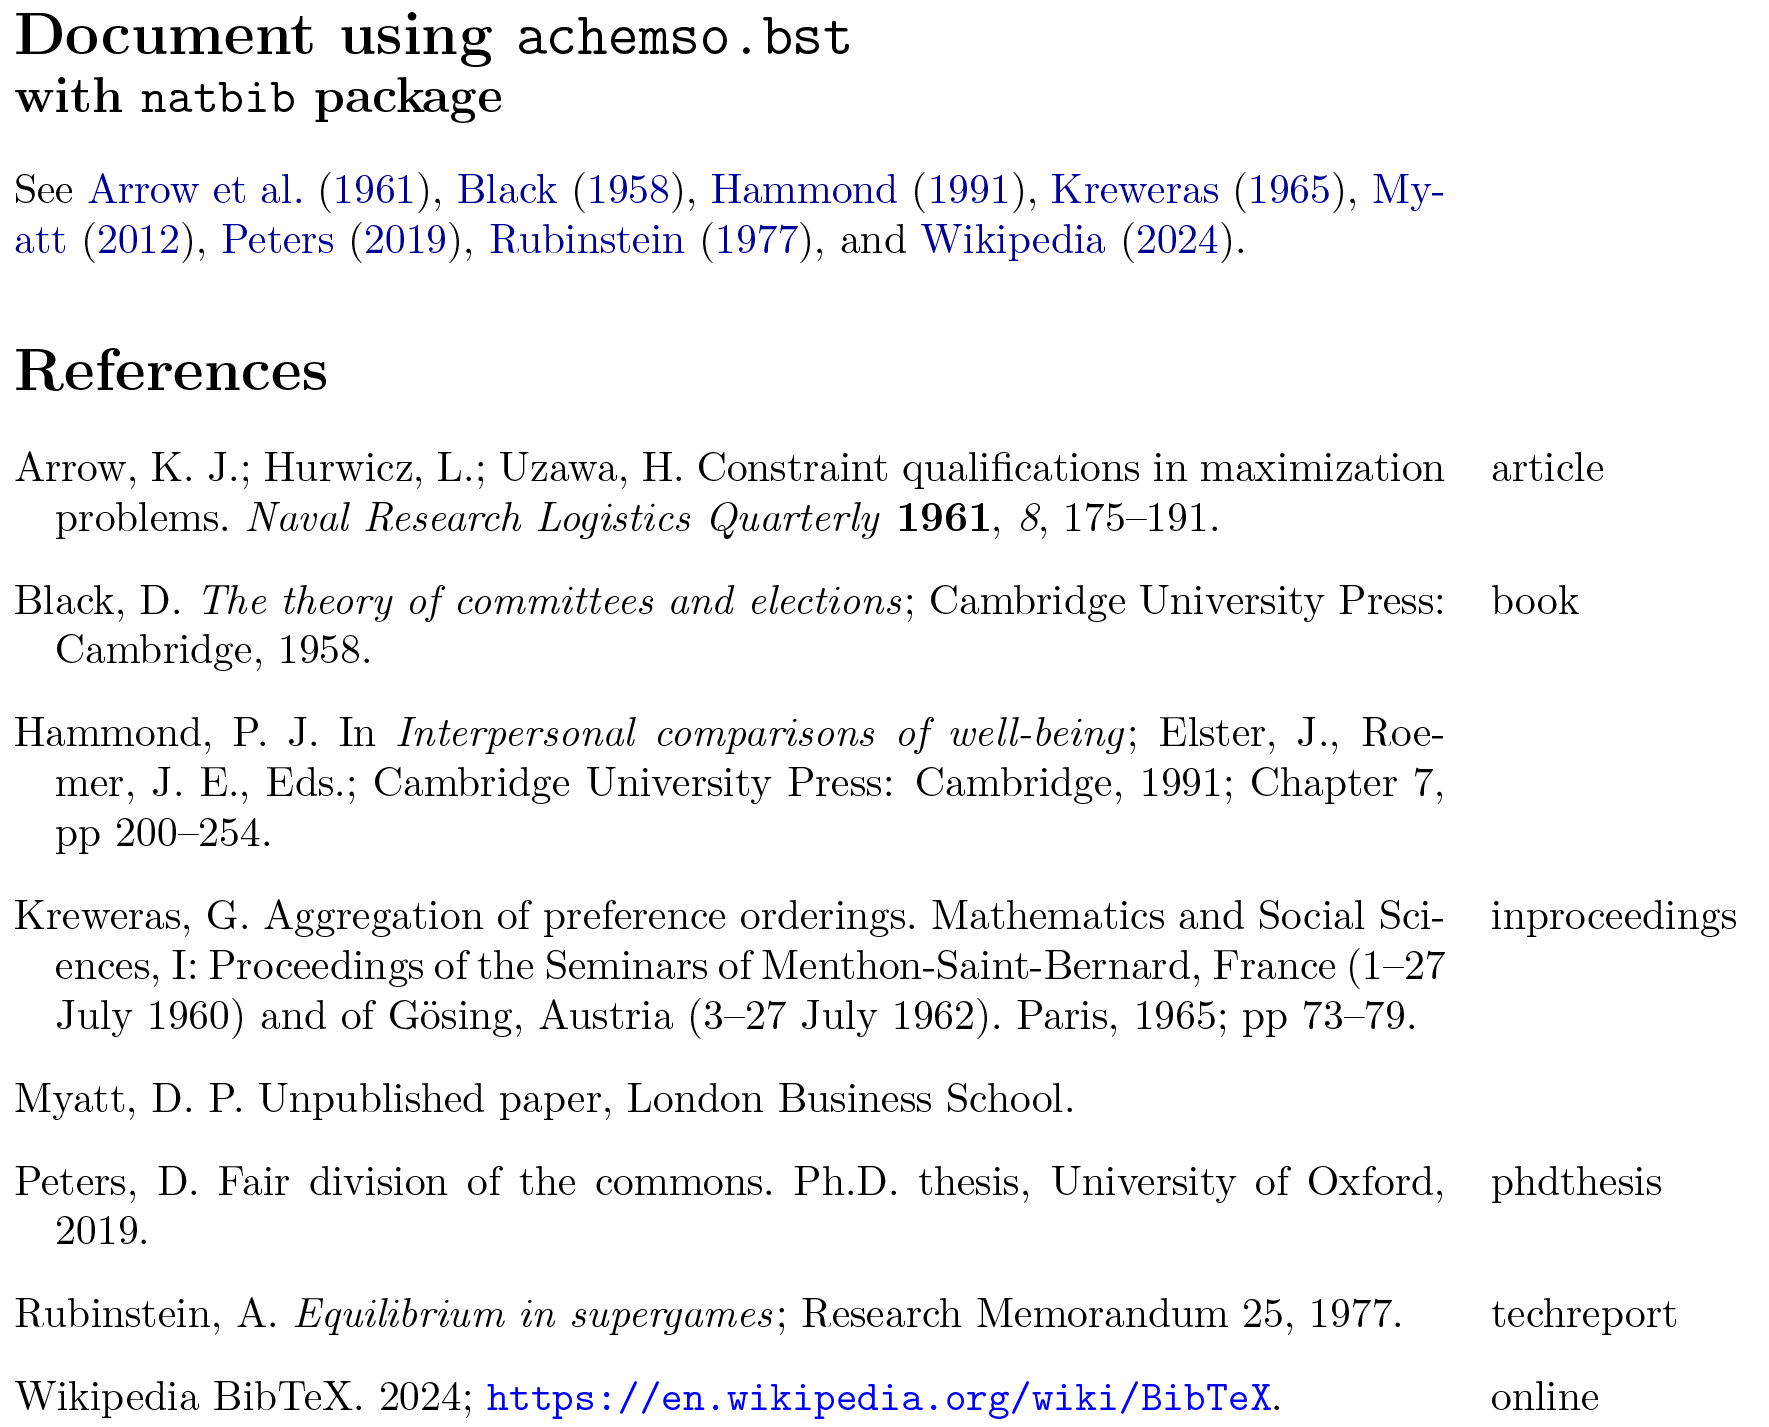 Document using achemso.bst
with natbib package
See Arrow et al. (1961), Black (1958), Hammond (1991), Kreweras (1965), My-
att (2012), Peters (2019), Rubinstein (1977), and Wikipedia (2024).
References
Arrow, K. J.; Hurwicz, L.; Uzawa, H. Constraint qualifications in maximization article
problems. Naval Research Logistics Quarterly 1961, 8, 175–191.
Black, D. The theory of committees and elections; Cambridge University Press: book
Cambridge, 1958.
Hammond, P. J. In Interpersonal comparisons of well-being; Elster, J., Roe-
mer, J. E., Eds.; Cambridge University Press: Cambridge, 1991; Chapter 7,
pp 200–254.
Kreweras, G. Aggregation of preference orderings. Mathematics and Social Sci- inproceedings
ences, I: Proceedings of the Seminars of Menthon-Saint-Bernard, France (1–27
July 1960) and of Gösing, Austria (3–27 July 1962). Paris, 1965; pp 73–79.
Myatt, D. P. Unpublished paper, London Business School.
Peters, D. Fair division of the commons. Ph.D. thesis, University of Oxford, phdthesis
2019.
Rubinstein, A. Equilibrium in supergames; Research Memorandum 25, 1977. techreport
Wikipedia BibTeX. 2024; https://en.wikipedia.org/wiki/BibTeX. online